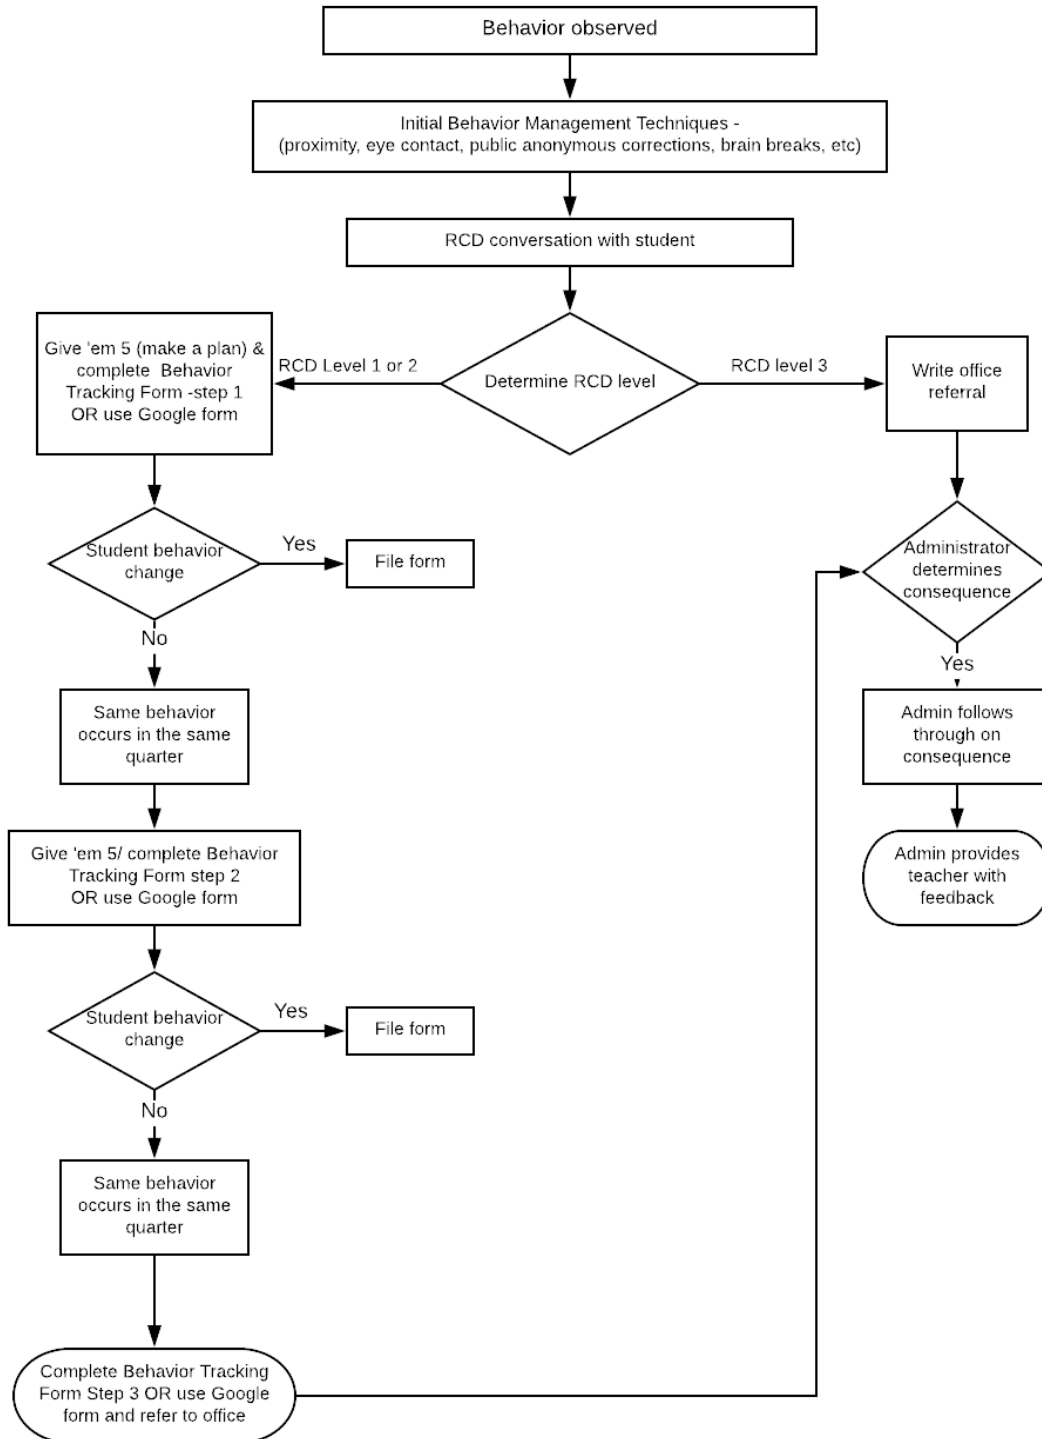 Behavior observed
Initial Behavior Management Techniques -
(proximity, eye contact, public anonymous corrections, brain breaks, etc)
RCD conversation with student
Determine RCD level
RCD Level 1 or 2
RCD level 3
Give 'em 5 (make a plan) &
complete Behavior
Tracking Form -step 1
OR use Google form
Write office
referral
Student behavior
change
Yes
File form
No
Administrator
determines
consequence
Yes
Same behavior
occurs in the same
quarter
Admin follows
through on
consequence
Give 'em 5/ complete Behavior
Tracking Form step 2
OR use Google form
Admin provides
teacher with
feedback
Student behavior
change
Yes
File form
No
Same behavior
occurs in the same
quarter
Complete Behavior Tracking
Form Step 3 OR use Google
form and refer to office